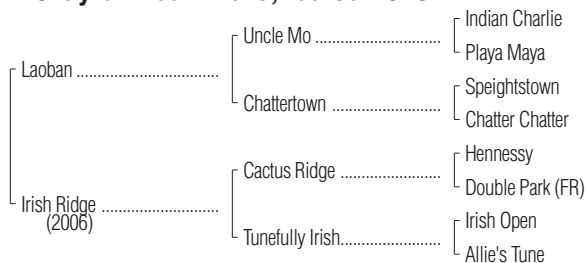 Indian Charlie
Uncle Mo ...............................
Playa Maya
Laoban ...................................
Speightstown
Chattertown ...........................
Chatter Chatter
Hennessy
Cactus Ridge .........................
Double Park (FR)
Irish Ridge .............................
(2006)
Irish Open
Tunefully Irish.........................
Allie's Tune